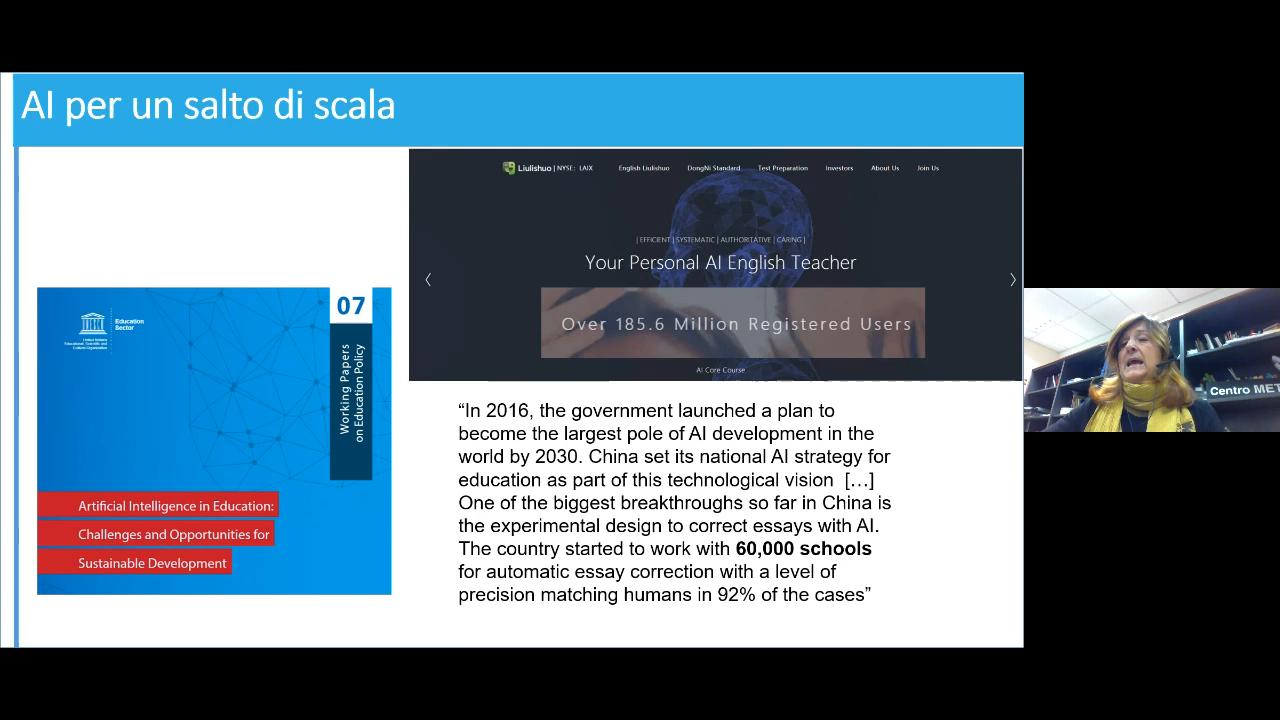 AI per un salto di scala
Liulishuo | NYSE: LAIX English Liulishuo DongNi Standard Test Preparation Investors About Us Join Us
| EFFICIENT | SYSTEMATIC | AUTHORITATIVE | CARING |
Your Personal AI English Teacher
Over 185.6 Million Registered Users
AI Core Course
Education
Sector
United Nations
Educational, Scientific and
Cultural Organization
07
Working Papers
on Education Policy
Artificial Intelligence in Education:
Challenges and Opportunities for
Sustainable Development
“In 2016, the government launched a plan to
become the largest pole of AI development in the
world by 2030. China set its national AI strategy for
education as part of this technological vision […]
One of the biggest breakthroughs so far in China is
the experimental design to correct essays with AI.
The country started to work with 60,000 schools
for automatic essay correction with a level of
precision matching humans in 92% of the cases”
Centro MET